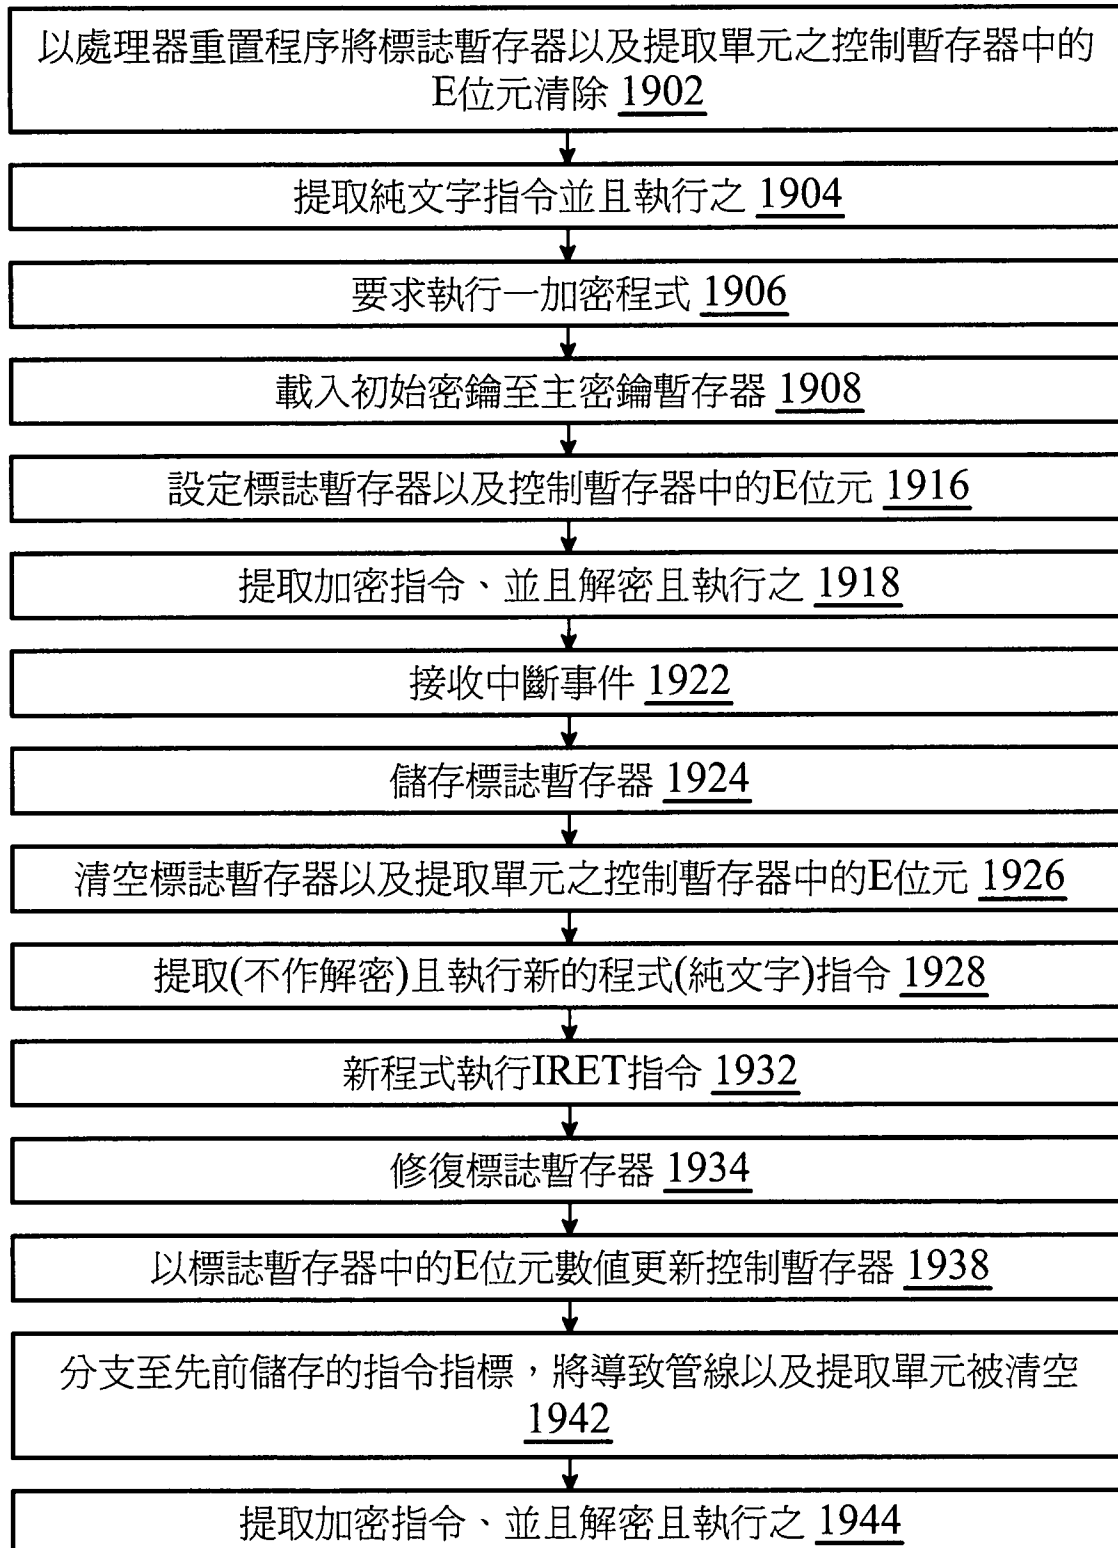 以處理器重置程序將標誌暫存器以及提取單元之控制暫存器中的
E位元清除 1902
提取純文字指令並且執行之 1904
要求執行一加密程式 1906
載入初始密鑰至主密鑰暫存器 1908
設定標誌暫存器以及控制暫存器中的E位元 1916
提取加密指令、並且解密且執行之 1918
接收中斷事件 1922
儲存標誌暫存器 1924
清空標誌暫存器以及提取單元之控制暫存器中的E位元 1926
提取(不作解密)且執行新的程式(純文字)指令 1928
新程式執行IRET指令 1932
修復標誌暫存器 1934
以標誌暫存器中的E位元數值更新控制暫存器 1938
分支至先前儲存的指令指標，將導致管線以及提取單元被清空
1942
提取加密指令、並且解密且執行之 1944